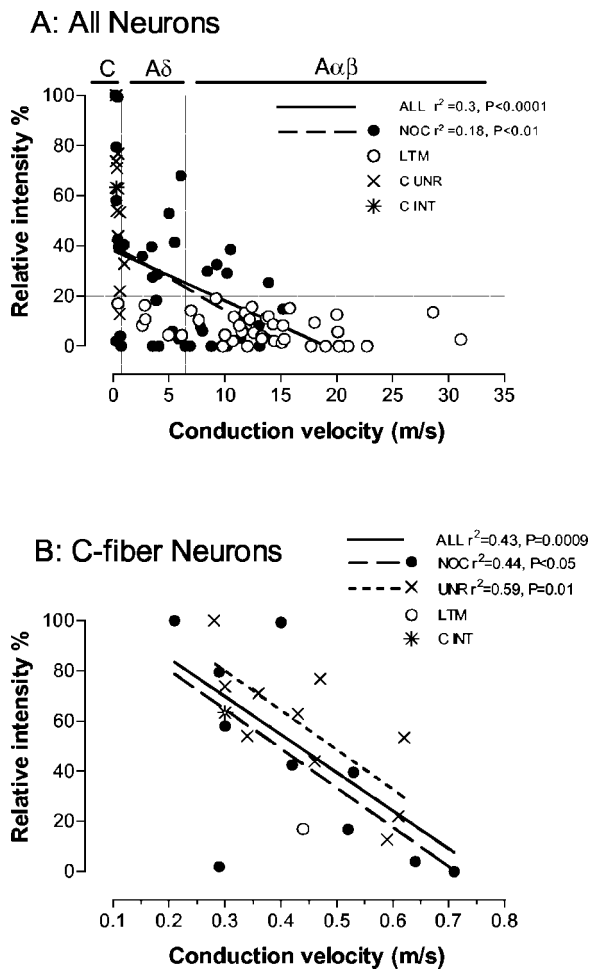 A: All Neurons
C Aδ Aαβ
ALL r²=0.3, P<0.0001
NOC r²=0.18, P<0.01
LTM
C UNR
C INT
Relative intensity %
100
80
60
40
20
0
0 5 10 15 20 25 30 35
Conduction velocity (m/s)
B: C-fiber Neurons
ALL r²=0.43, P=0.0009
NOC r²=0.44, P<0.05
UNR r²=0.59, P=0.01
LTM
C INT
Relative intensity %
100
80
60
40
20
0
0.1 0.2 0.3 0.4 0.5 0.6 0.7 0.8
Conduction velocity (m/s)